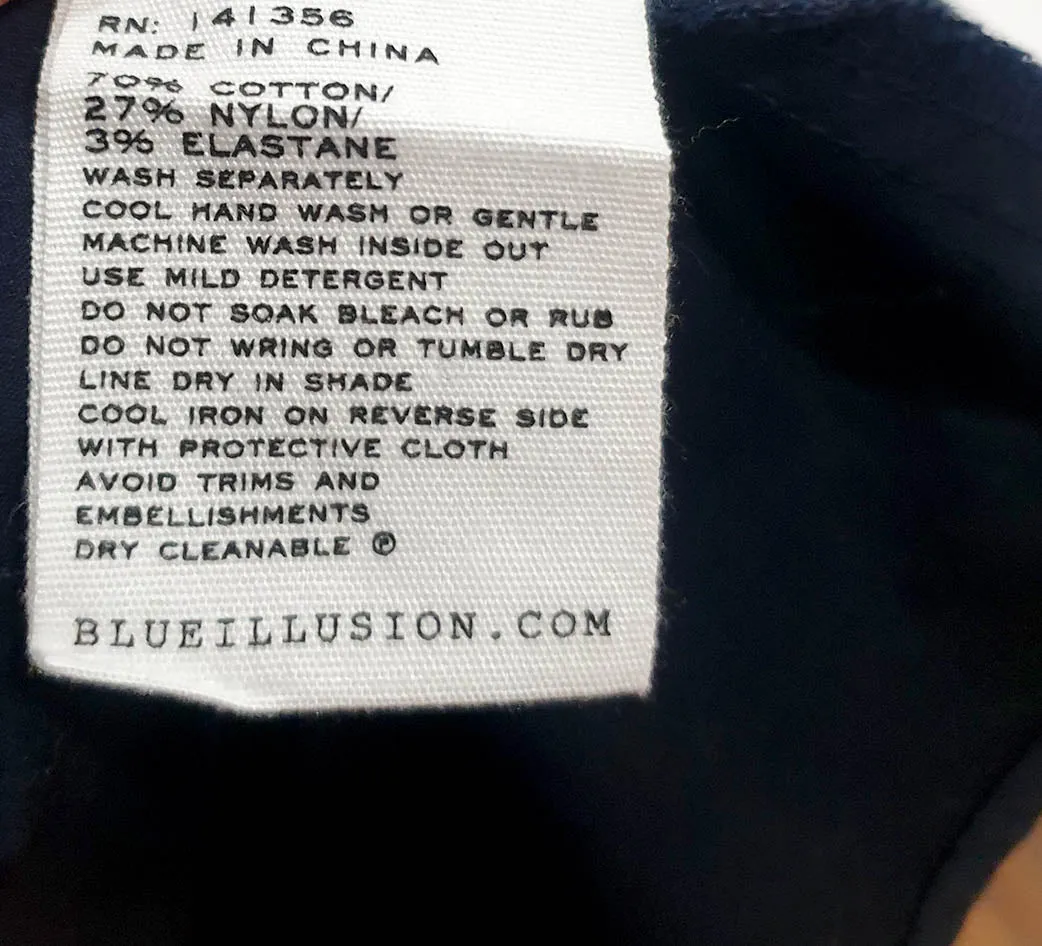 RN: 141356
MADE IN CHINA
70% COTTON/
27% NYLON/
3% ELASTANE
WASH SEPARATELY
COOL HAND WASH OR GENTLE
MACHINE WASH INSIDE OUT
USE MILD DETERGENT
DO NOT SOAK BLEACH OR RUB
DO NOT WRING OR TUMBLE DRY
LINE DRY IN SHADE
COOL IRON ON REVERSE SIDE
WITH PROTECTIVE CLOTH
AVOID TRIMS AND
EMBELLISHMENTS
DRY CLEANABLE Ⓟ
BLUEILLUSION.COM